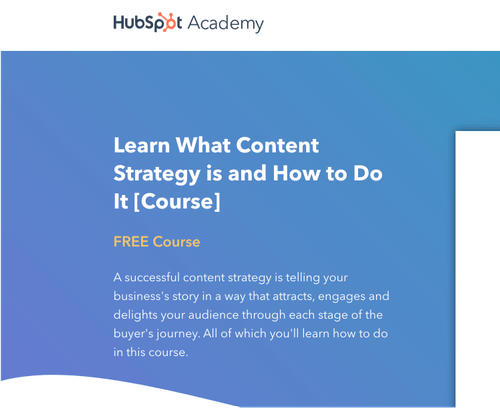 HubSpot Academy
Learn What Content
Strategy is and How to Do
It [Course]
FREE Course
A successful content strategy is telling your
business's story in a way that attracts, engages and
delights your audience through each stage of the
buyer's journey. All of which you'll learn how to do
in this course.